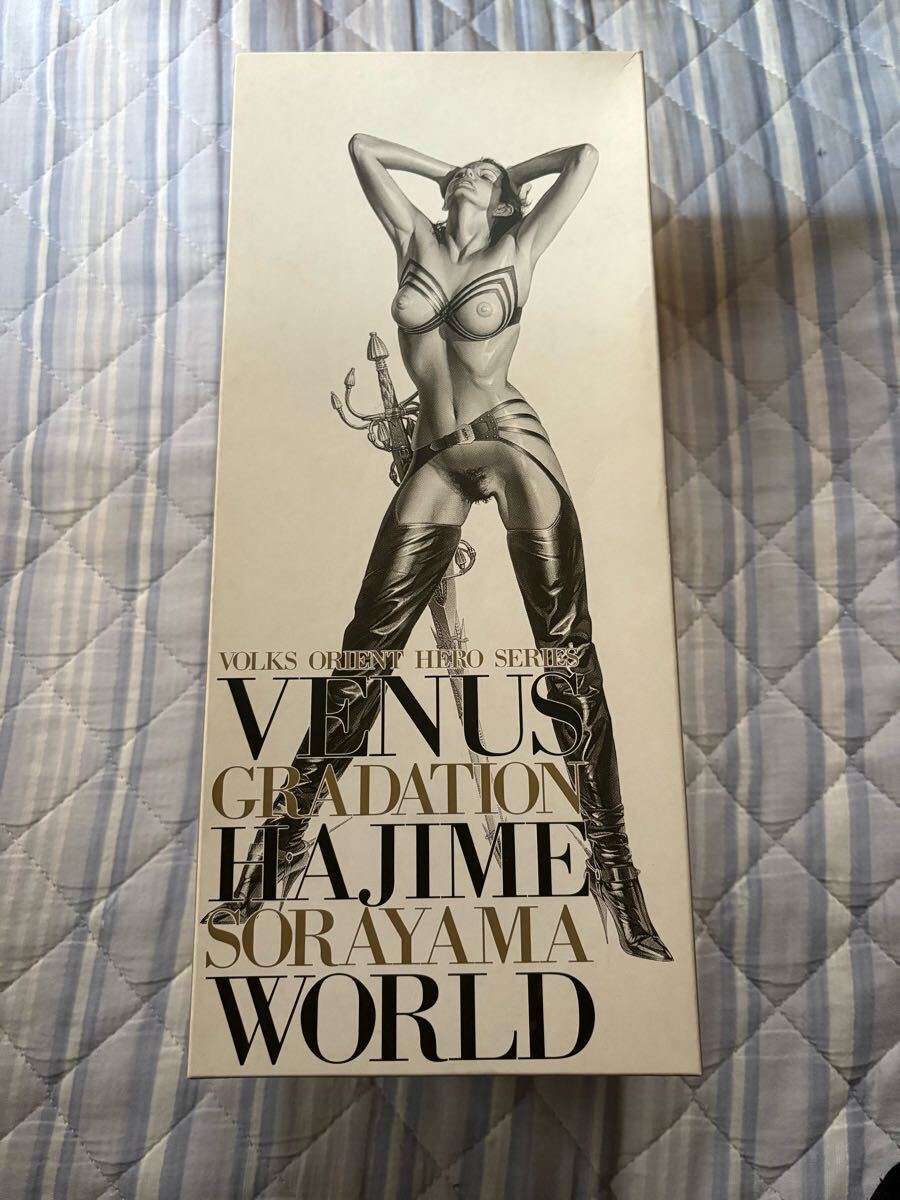 VOLKS ORIENT HERO SERIES
VENUS
GRADATION
HAJIME
SORAYAMA
WORLD